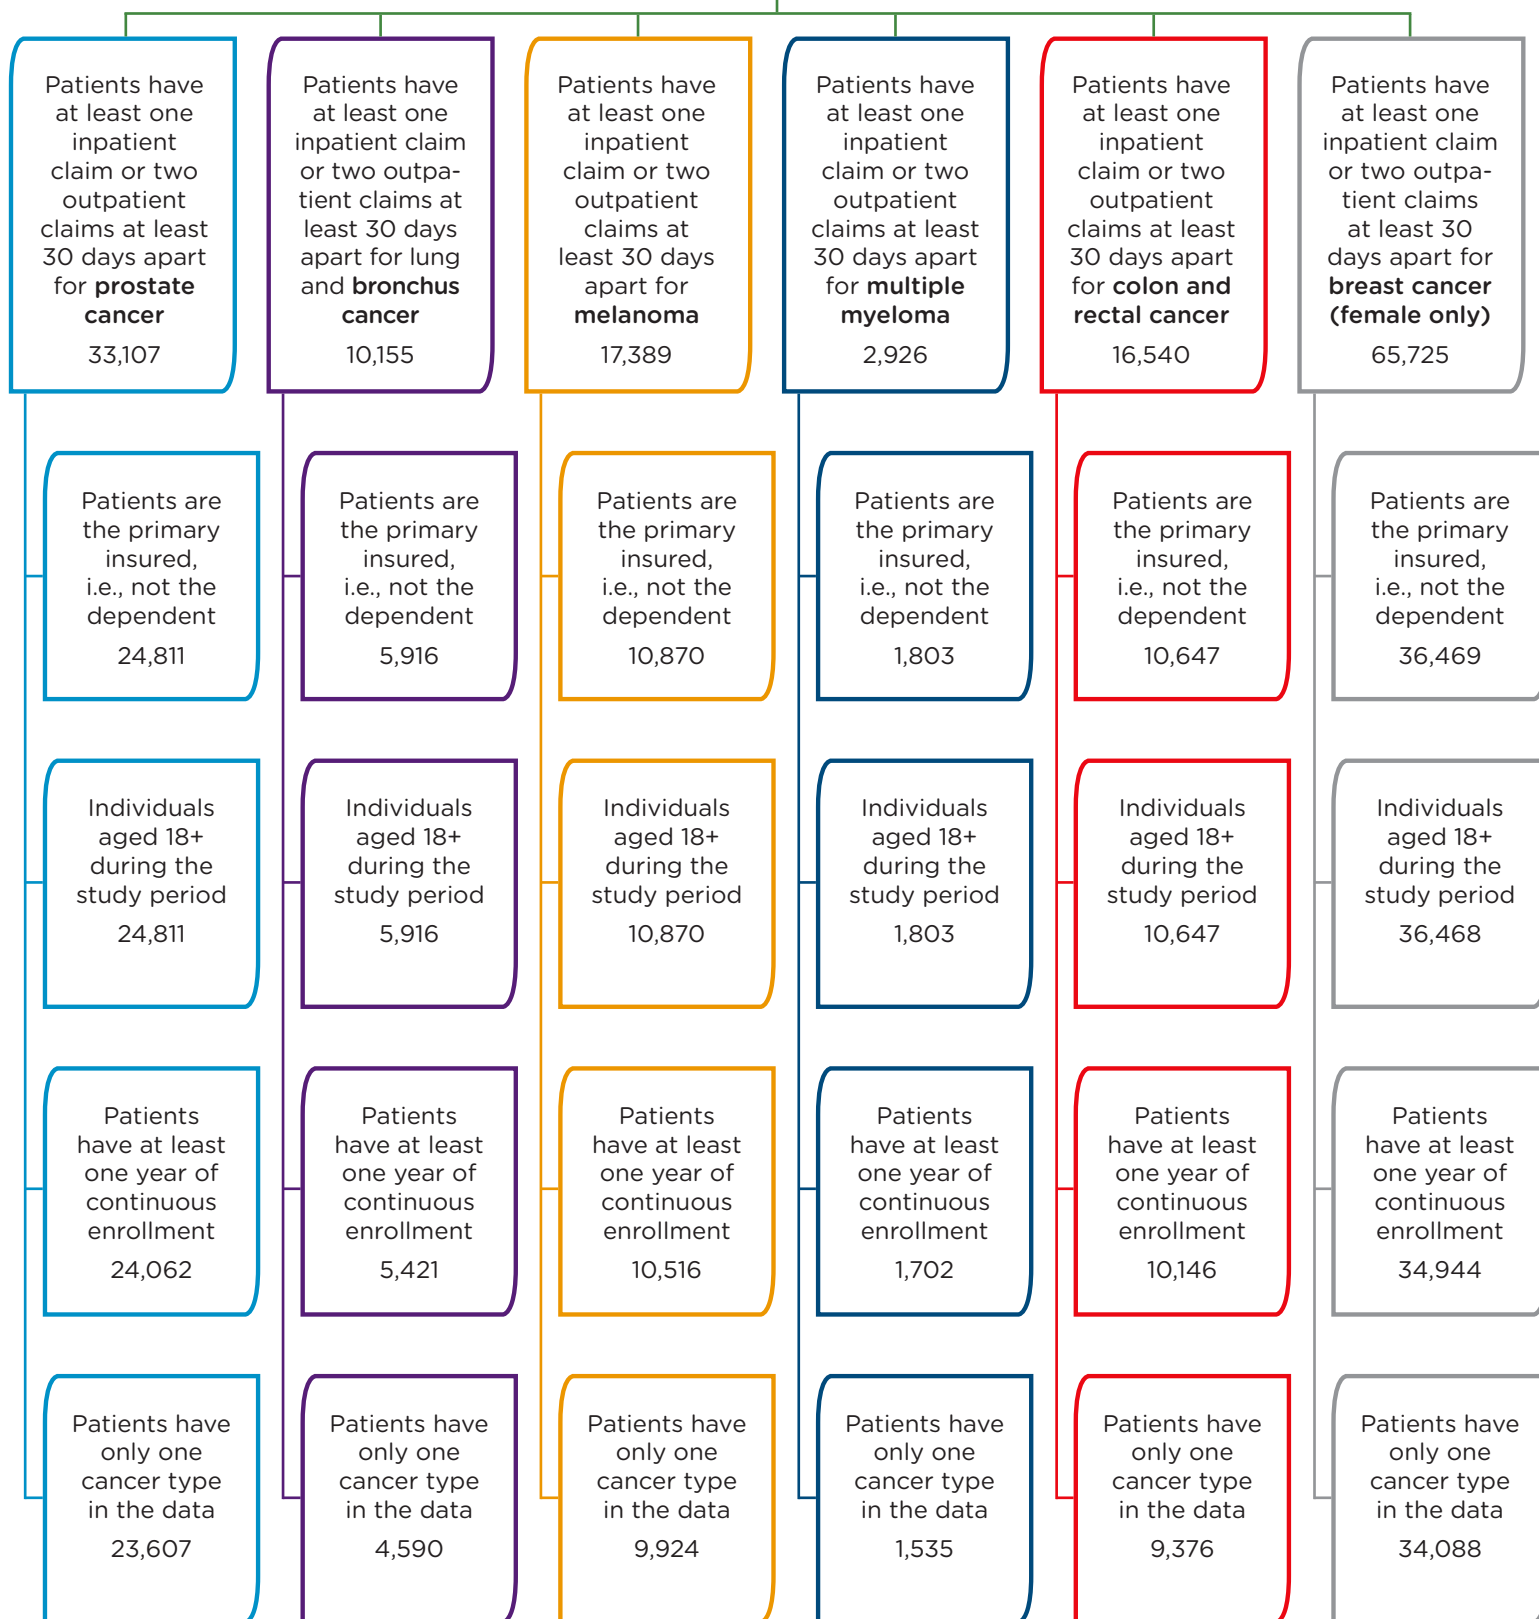 Patients have
at least one
inpatient
claim or two
outpatient
claims at least
30 days apart
for prostate
cancer
33,107
Patients have
at least one
inpatient claim
or two outpa-
tient claims at
least 30 days
apart for lung
and bronchus
cancer
10,155
Patients have
at least one
inpatient
claim or two
outpatient
claims at
least 30 days
apart for
melanoma
17,389
Patients have
at least one
inpatient
claim or two
outpatient
claims at least
30 days apart
for multiple
myeloma
2,926
Patients have
at least one
inpatient
claim or two
outpatient
claims at least
30 days apart
for colon and
rectal cancer
16,540
Patients have
at least one
inpatient claim
or two outpa-
tient claims
at least 30
days apart for
breast cancer
(female only)
65,725
Patients are
the primary
insured,
i.e., not the
dependent
24,811
Patients are
the primary
insured,
i.e., not the
dependent
5,916
Patients are
the primary
insured,
i.e., not the
dependent
10,870
Patients are
the primary
insured,
i.e., not the
dependent
1,803
Patients are
the primary
insured,
i.e., not the
dependent
10,647
Patients are
the primary
insured,
i.e., not the
dependent
36,469
Individuals
aged 18+
during the
study period
24,811
Individuals
aged 18+
during the
study period
5,916
Individuals
aged 18+
during the
study period
10,870
Individuals
aged 18+
during the
study period
1,803
Individuals
aged 18+
during the
study period
10,647
Individuals
aged 18+
during the
study period
36,468
Patients
have at least
one year of
continuous
enrollment
24,062
Patients
have at least
one year of
continuous
enrollment
5,421
Patients
have at least
one year of
continuous
enrollment
10,516
Patients
have at least
one year of
continuous
enrollment
1,702
Patients
have at least
one year of
continuous
enrollment
10,146
Patients
have at least
one year of
continuous
enrollment
34,944
Patients have
only one
cancer type
in the data
23,607
Patients have
only one
cancer type
in the data
4,590
Patients have
only one
cancer type
in the data
9,924
Patients have
only one
cancer type
in the data
1,535
Patients have
only one
cancer type
in the data
9,376
Patients have
only one
cancer type
in the data
34,088